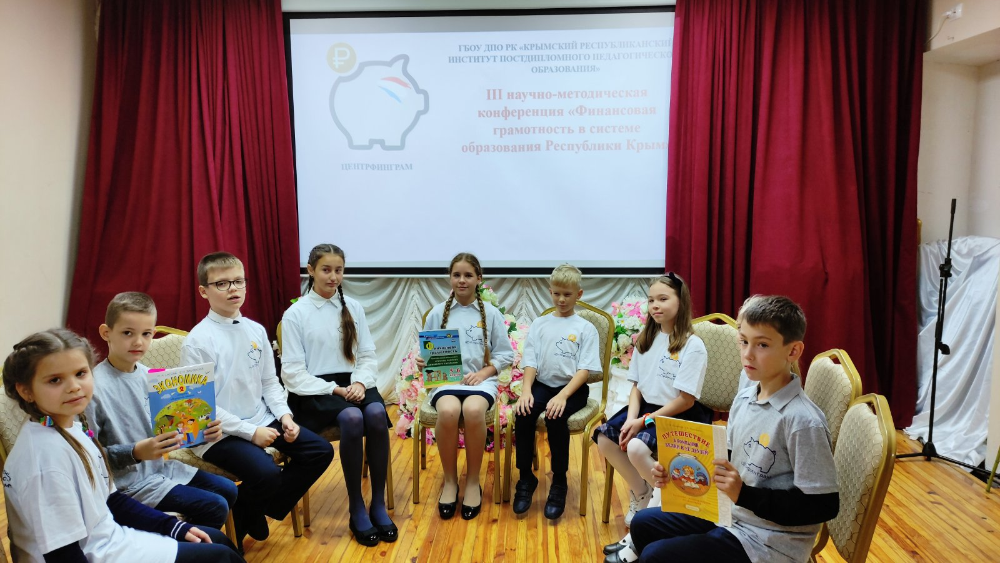 ГБОУ ДПО РК «КРЫМСКИЙ РЕСПУБЛИКАНСКИЙ
ИНСТИТУТ ПОСТДИПЛОМНОГО ПЕДАГОГИЧЕСКО
ОБРАЗОВАНИЯ»
III научно-методическая
конференция «Финансовая
грамотность в системе
образования Республики Крым»
ЦЕНТРФИНГРАМ
ЭКОНОМИКА
2
Финансовая
грамотность
5–6
классы
ЦЕНТРФИНГРАМ
ПУТЕШЕСТВИЕ
В КОМПАНИИ
БЕЛКИ И ЕЁ ДРУЗЕЙ
ЦЕНТРФИНГРАМ